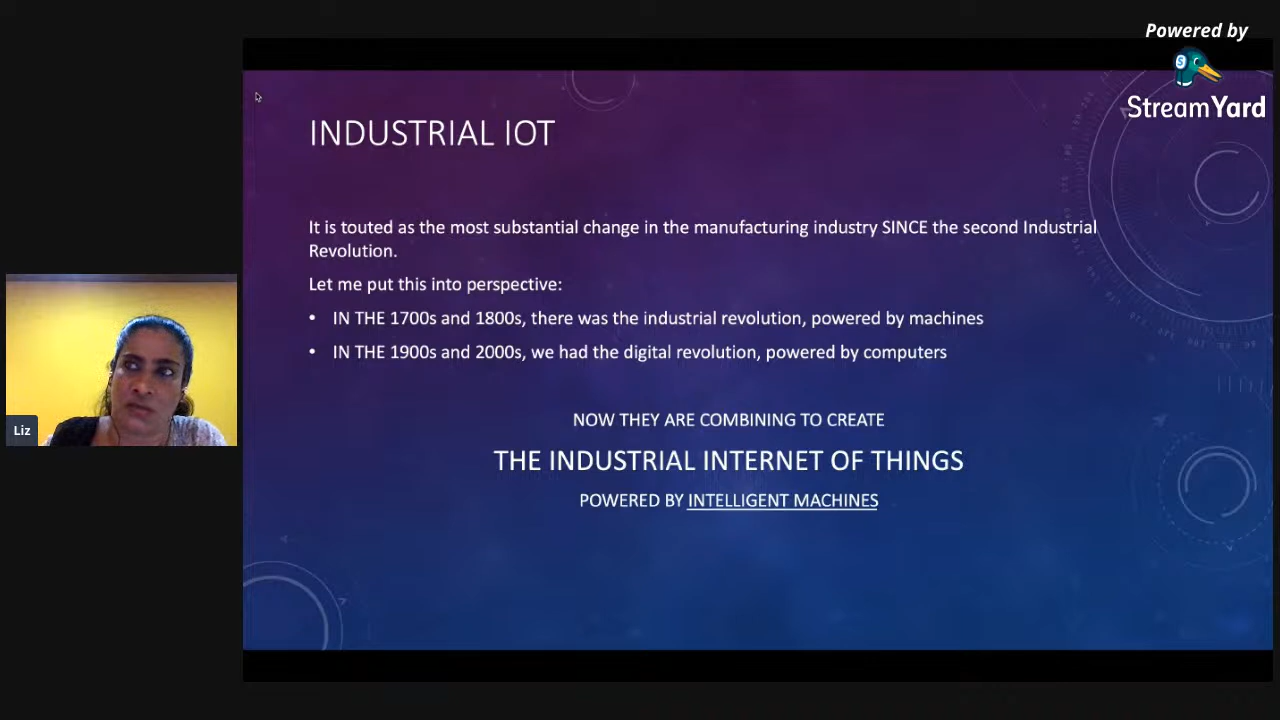 Powered by
StreamYard
INDUSTRIAL IOT
It is touted as the most substantial change in the manufacturing industry SINCE the second Industrial
Revolution.
Let me put this into perspective:
• IN THE 1700s and 1800s, there was the industrial revolution, powered by machines
• IN THE 1900s and 2000s, we had the digital revolution, powered by computers
NOW THEY ARE COMBINING TO CREATE
THE INDUSTRIAL INTERNET OF THINGS
POWERED BY INTELLIGENT MACHINES
Liz